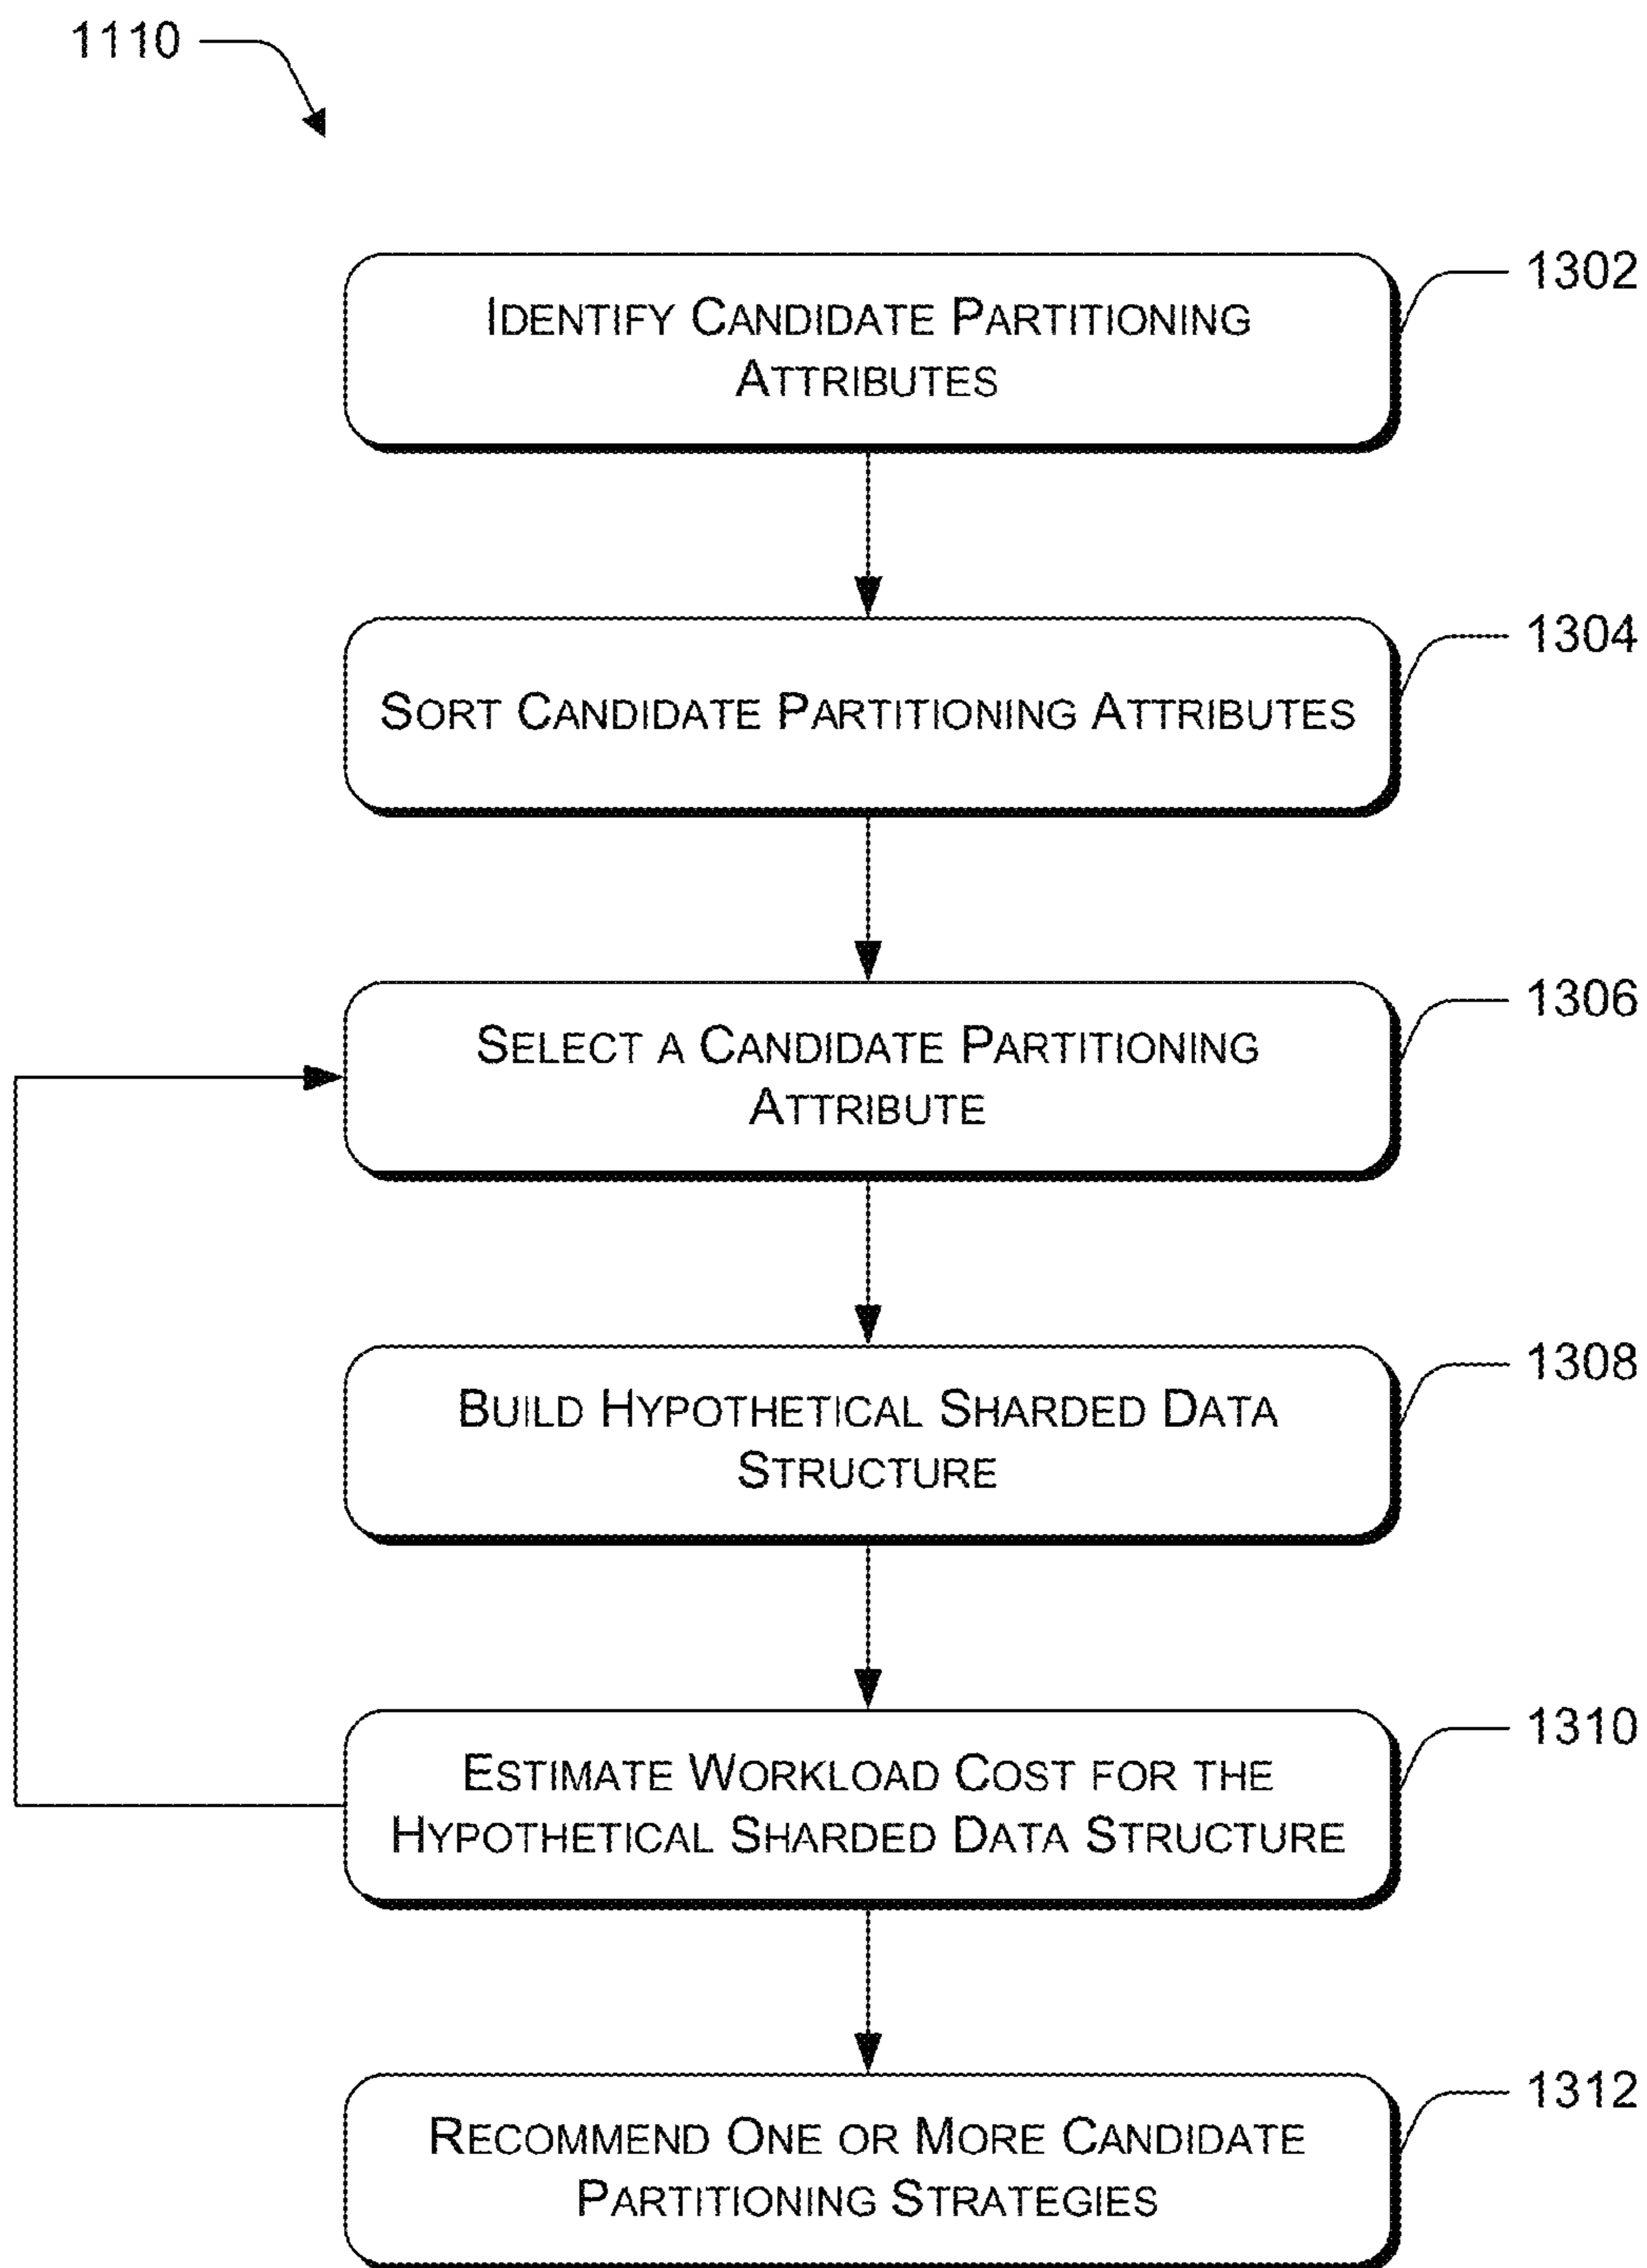 1110
IDENTIFY CANDIDATE PARTITIONING
ATTRIBUTES
1302
SORT CANDIDATE PARTITIONING ATTRIBUTES
1304
SELECT A CANDIDATE PARTITIONING
ATTRIBUTE
1306
BUILD HYPOTHETICAL SHARDED DATA
STRUCTURE
1308
ESTIMATE WORKLOAD COST FOR THE
HYPOTHETICAL SHARDED DATA STRUCTURE
1310
RECOMMEND ONE OR MORE CANDIDATE
PARTITIONING STRATEGIES
1312